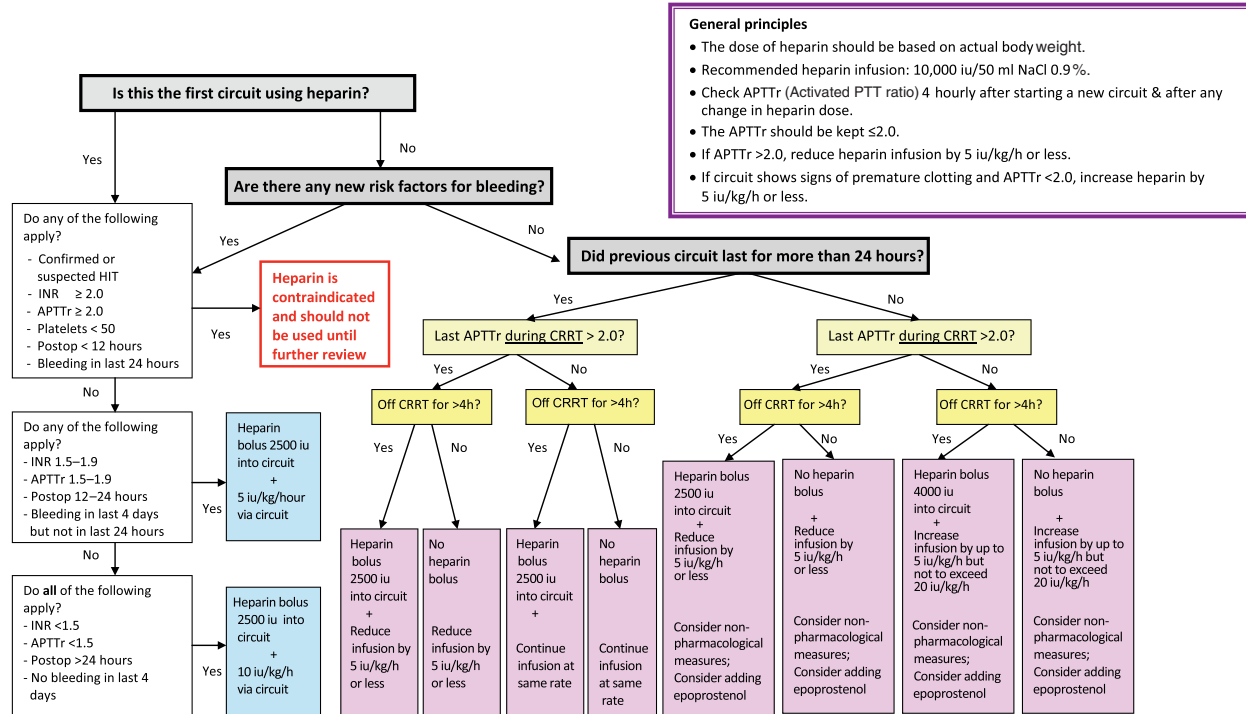 General principles
• The dose of heparin should be based on actual body weight.
• Recommended heparin infusion: 10,000 iu/50 ml NaCl 0.9%.
• Check APTTr (Activated PTT ratio) 4 hourly after starting a new circuit & after any
change in heparin dose.
• The APTTr should be kept ≤2.0.
• If APTTr >2.0, reduce heparin infusion by 5 iu/kg/h or less.
• If circuit shows signs of premature clotting and APTTr <2.0, increase heparin by
5 iu/kg/h or less.
Is this the first circuit using heparin?
Yes
No
Are there any new risk factors for bleeding?
Yes
No
Do any of the following
apply?
- Confirmed or
suspected HIT
- INR ≥ 2.0
- APTTr ≥ 2.0
- Platelets < 50
- Postop < 12 hours
- Bleeding in last 24 hours
Yes
Heparin is
contraindicated
and should not
be used until
further review
No
Do any of the following
apply?
- INR 1.5–1.9
- APTTr 1.5–1.9
- Postop 12–24 hours
- Bleeding in last 4 days
but not in last 24 hours
Yes
Heparin
bolus 2500 iu
into circuit
+
5 iu/kg/hour
via circuit
No
Do all of the following
apply?
- INR <1.5
- APTTr <1.5
- Postop >24 hours
- No bleeding in last 4
days
Yes
Heparin bolus
2500 iu into
circuit
+
10 iu/kg/h
via circuit
Did previous circuit last for more than 24 hours?
Yes
No
Last APTTr during CRRT > 2.0?
Yes
No
Off CRRT for >4h?
Yes
No
Heparin
bolus
2500 iu
into circuit
+
Reduce
infusion by
5 iu/kg/h
or less
No
heparin
bolus
Reduce
infusion by
5 iu/kg/h
or less
Off CRRT for >4h?
Yes
No
Heparin
bolus
2500 iu
into circuit
+
Continue
infusion at
same rate
No
heparin
bolus
Continue
infusion
at same
rate
Last APTTr during CRRT >2.0?
Yes
No
Off CRRT for >4h?
Yes
No
Heparin bolus
2500 iu
into circuit
+
Reduce
infusion by
5 iu/kg/h
or less
Consider non-
pharmacological
measures;
Consider adding
epoprostenol
No heparin
bolus
+
Reduce
infusion by
5 iu/kg/h
or less
Consider non-
pharmacological
measures;
Consider adding
epoprostenol
Off CRRT for >4h?
Yes
No
Heparin bolus
4000 iu
into circuit
+
Increase
infusion by up to
5 iu/kg/h but
not to exceed
20 iu/kg/h
Consider non-
pharmacological
measures;
Consider adding
epoprostenol
No heparin
bolus
+
Increase
infusion by up to
5 iu/kg/h but
not to exceed
20 iu/kg/h
Consider non-
pharmacological
measures;
Consider adding
epoprostenol